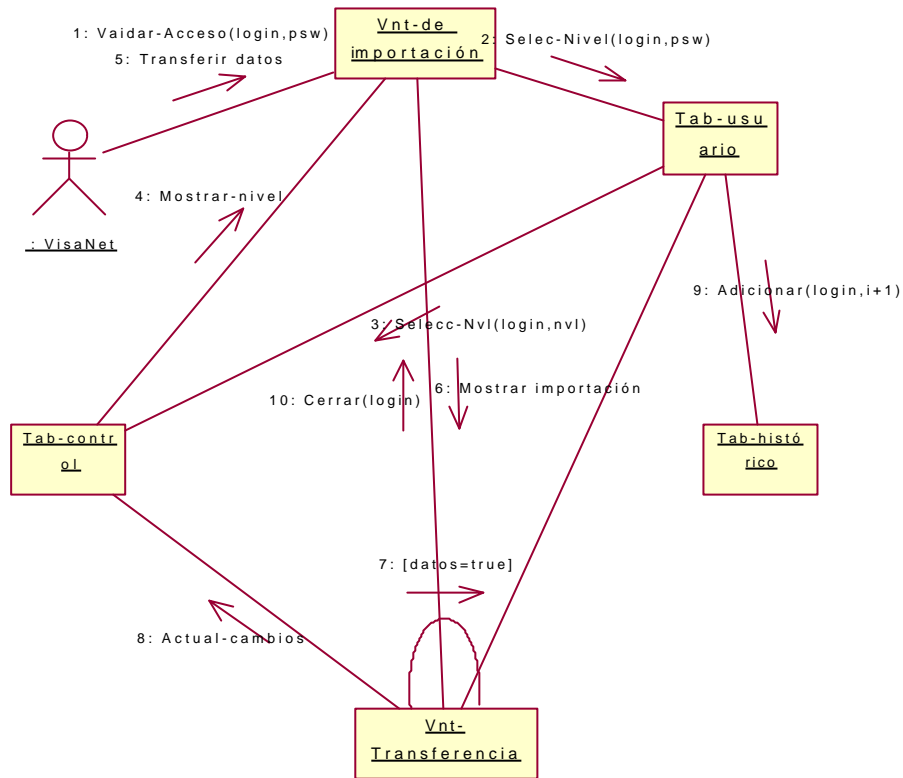 1: Vaidar-Acceso(login,psw)
5: Transferir datos
Vnt-de
importación
2: Selec-Nivel(login,psw)
Tab-usu
ario
: VisaNet
4: Mostrar-nivel
9: Adicionar(login,i+1)
3: Selecc-Nvl(login,nvl)
6: Mostrar importación
10: Cerrar(login)
Tab-contr
ol
Tab-histó
rico
7: [datos=true]
8: Actual-cambios
Vnt-
Transferencia